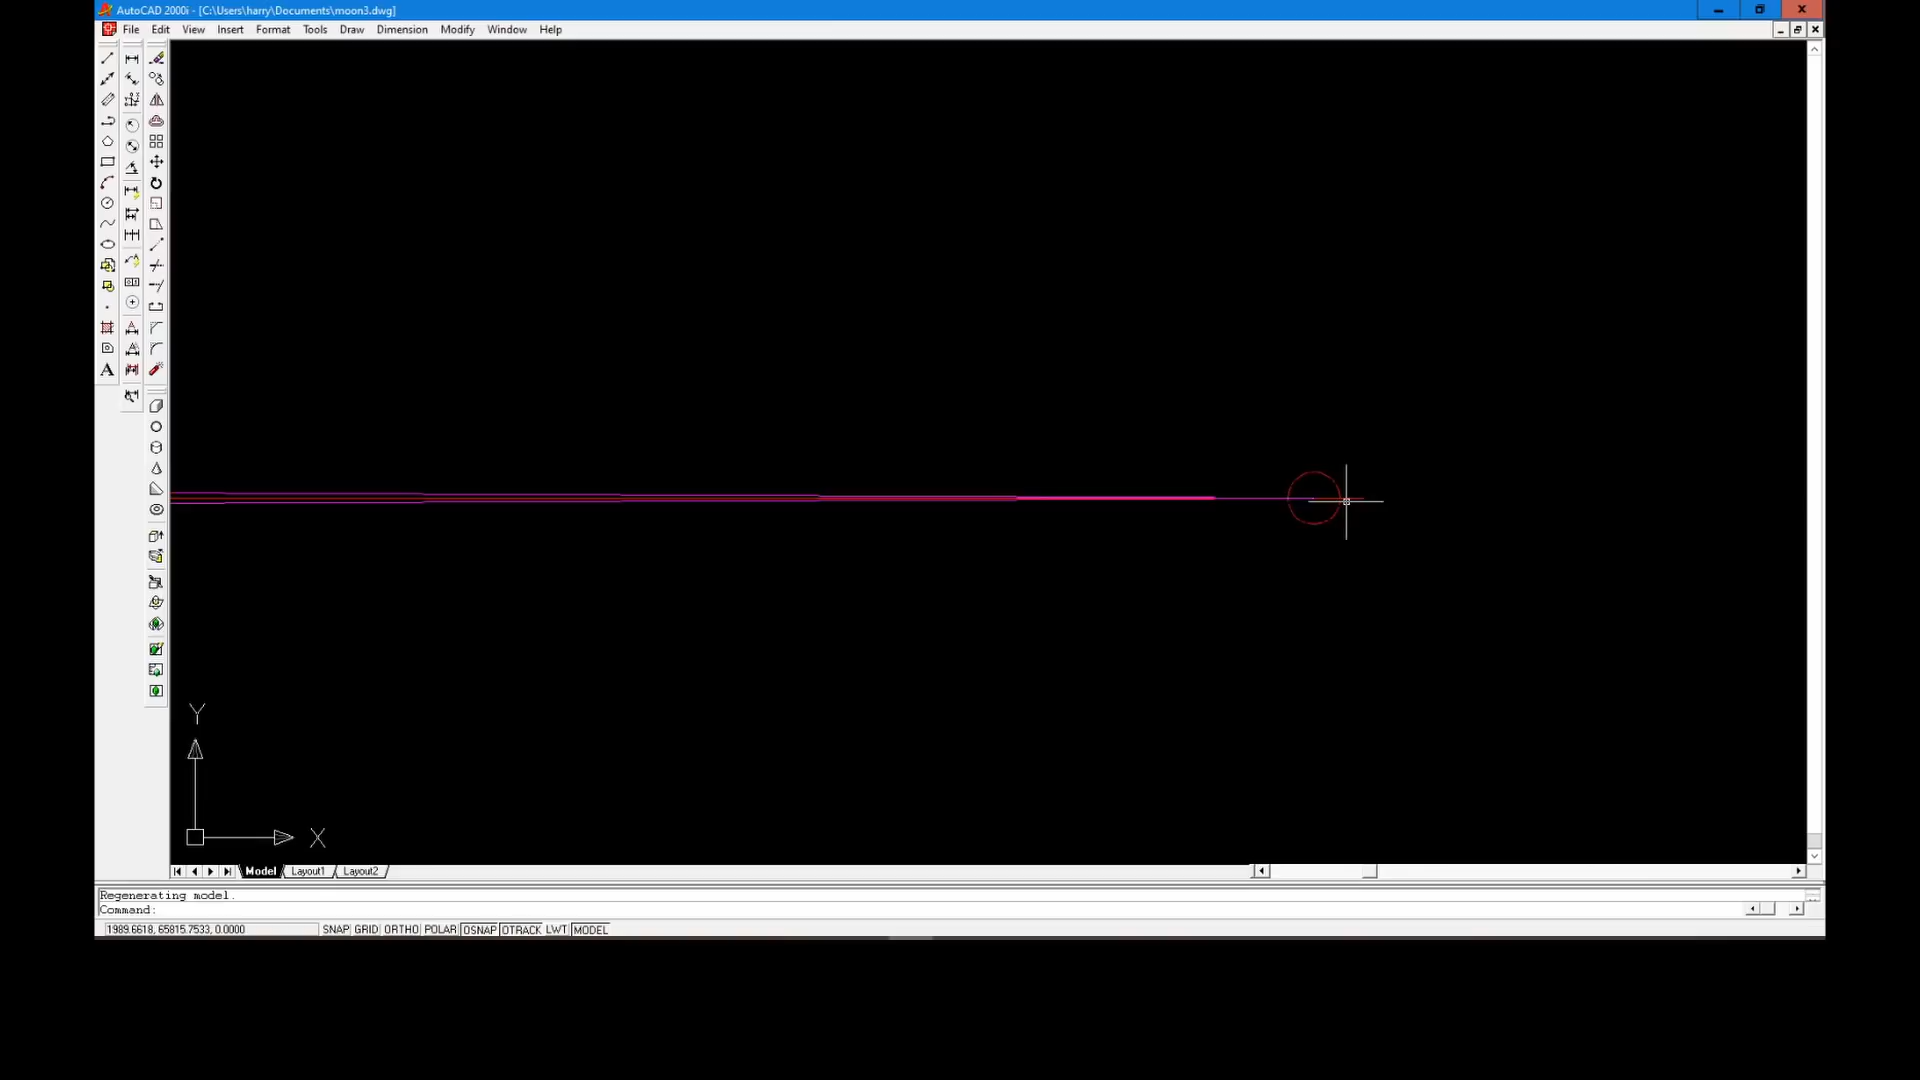 AutoCAD 2000i - [C:\Users\harry\Documents\moon3.dwg]
File Edit View Insert Format Tools Draw Dimension Modify Window Help
A
Y
X
Model Layout1 Layout2
Regenerating model.
Command:
1989.6618, 65815.7533, 0.0000 SNAP GRID ORTHO POLAR OSNAP OTRACK LWT MODEL